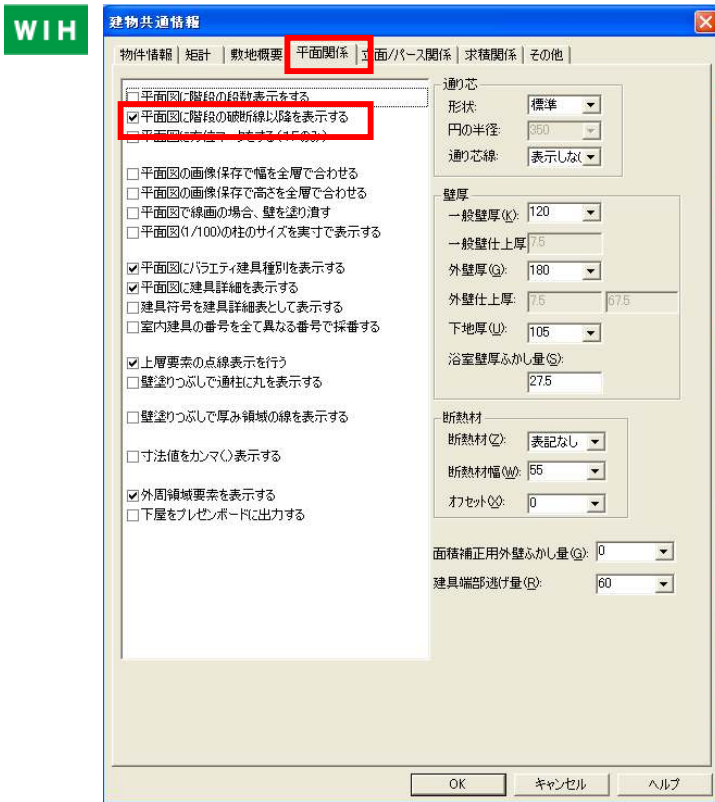 WIH
建物共通情報
物件情報 矩計 敷地概要 平面関係 立面/パース関係 求積関係 その他
平面図に階段の段数表示をする
平面図に階段の破断線以降を表示する
平面図に方位マークをする(1Fのみ)
平面図の画像保存で幅を全層で合わせる
平面図の画像保存で高さを全層で合わせる
平面図で線画の場合、壁を塗り潰す
平面図(1/100)の柱のサイズを実寸で表示する
平面図にバラエティ建具種別を表示する
平面図に建具詳細を表示する
建具符号を建具詳細表として表示する
室内建具の番号を全て異なる番号で採番する
上層要素の点線表示を行う
壁塗りつぶしで通柱に丸を表示する
壁塗りつぶしで厚み領域の線を表示する
寸法値をカンマ(,)表示する
外周領域要素を表示する
下屋をプレゼンボードに出力する
通り芯
形状: 標準
円の半径: 350
通り芯線: 表示しな(
壁厚
一般壁厚(K): 120
一般壁仕上厚 7.5
外壁厚(G): 180
外壁仕上厚: 7.5 67.5
下地厚(U): 105
浴室壁厚ふかし量(S):
27.5
断熱材
断熱材(Z): 表記なし
断熱材幅(W): 55
オフセット(X): 0
面積補正用外壁ふかし量(G): 0
建具端部逃げ量(R): 60
OK キャンセル ヘルプ